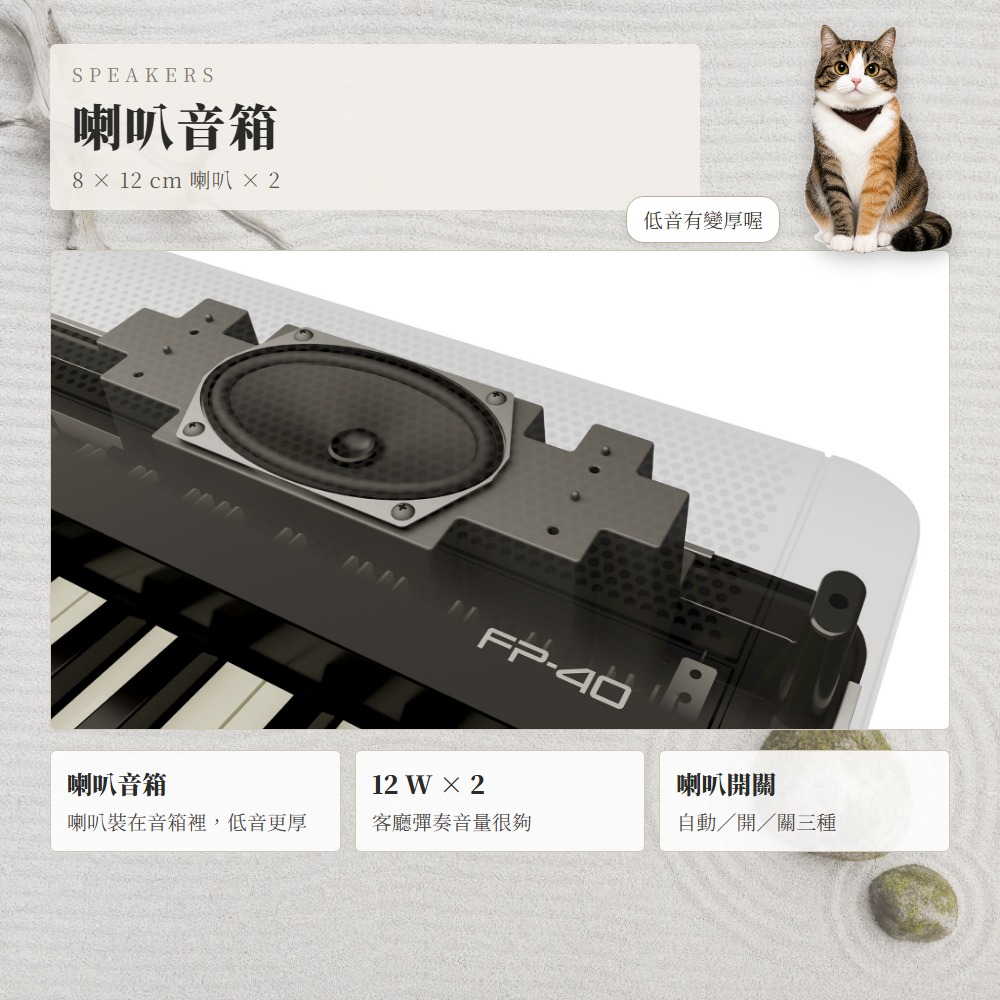 SPEAKERS
喇叭音箱
8 × 12 cm 喇叭 × 2
低音有變厚喔
FP-40
喇叭音箱
喇叭裝在音箱裡，低音更厚
12 W × 2
客廳彈奏音量很夠
喇叭開關
自動／開／關三種